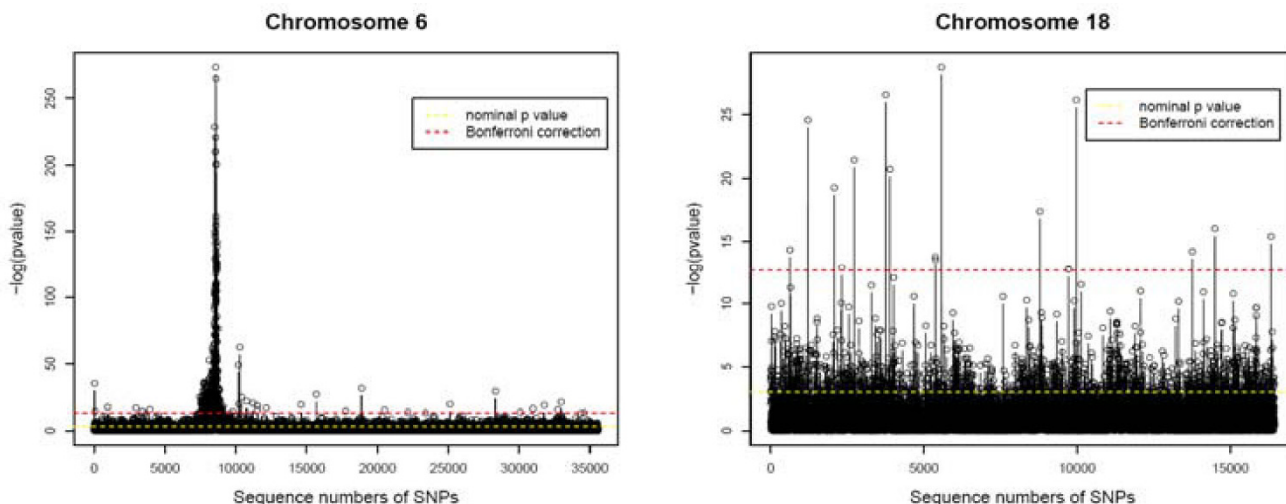 Chromosome 6
250
200
150
100
50
0
−log(pvalue)
nominal p value
Bonferroni correction
0 5000 10000 15000 20000 25000 30000 35000
Sequence numbers of SNPs
Chromosome 18
25
20
15
10
5
0
−log(pvalue)
nominal p value
Bonferroni correction
0 5000 10000 15000
Sequence numbers of SNPs